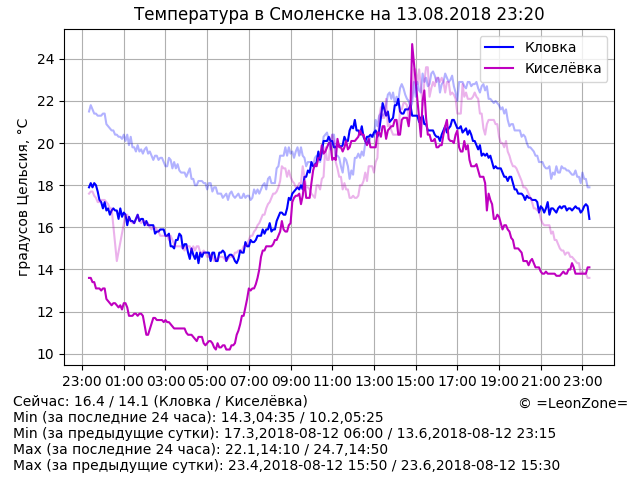 Температура в Смоленске на 13.08.2018 23:20
Кловка
Киселёвка
градусов Цельсия, °C
24
22
20
18
16
14
12
10
23:00 01:00 03:00 05:00 07:00 09:00 11:00 13:00 15:00 17:00 19:00 21:00 23:00
Сейчас: 16.4 / 14.1 (Кловка / Киселёвка)
© =LeonZone=
Min (за последние 24 часа): 14.3,04:35 / 10.2,05:25
Min (за предыдущие сутки): 17.3,2018-08-12 06:00 / 13.6,2018-08-12 23:15
Max (за последние 24 часа): 22.1,14:10 / 24.7,14:50
Max (за предыдущие сутки): 23.4,2018-08-12 15:50 / 23.6,2018-08-12 15:30